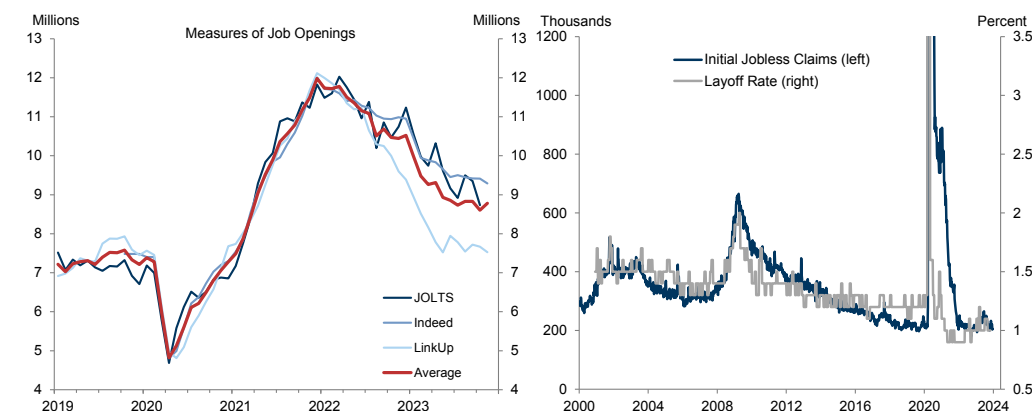 Millions
Measures of Job Openings
Millions
13
12
11
10
9
8
7
6
5
4
13
12
11
10
9
8
7
6
5
4
JOLTS
Indeed
LinkUp
Average
2019 2020 2021 2022 2023
Thousands
Percent
1200
1000
800
600
400
200
0
3.5
3
2.5
2
1.5
1
0.5
Initial Jobless Claims (left)
Layoff Rate (right)
2000 2004 2008 2012 2016 2020 2024